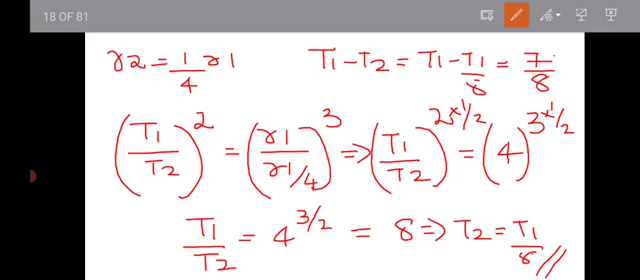 18 OF 81
r2 = 1/4 r1    T1 - T2 = T1 - T1/8 = 7/8
(T1/T2)^2 = (r1/(r1/4))^3 => (T1/T2)^(2×1/2) = (4)^(3×1/2)
T1/T2 = 4^(3/2) = 8 => T2 = T1/8 //